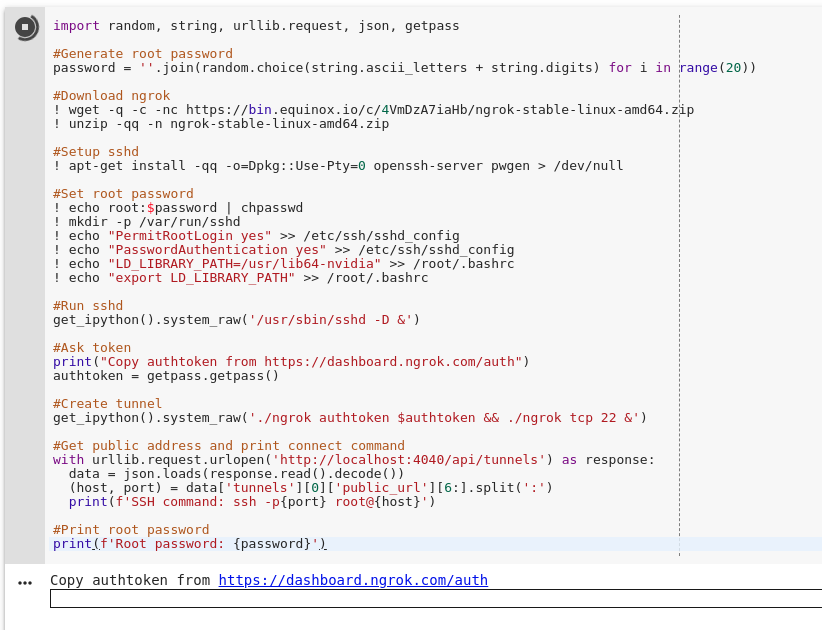 import random, string, urllib.request, json, getpass
#Generate root password
password = ''.join(random.choice(string.ascii_letters + string.digits) for i in range(20))
#Download ngrok
! wget -q -c -nc https://bin.equinox.io/c/4VmDzA7iaHb/ngrok-stable-linux-amd64.zip
! unzip -qq -n ngrok-stable-linux-amd64.zip
#Setup sshd
! apt-get install -qq -o=Dpkg::Use-Pty=0 openssh-server pwgen > /dev/null
#Set root password
! echo root:$password | chpasswd
! mkdir -p /var/run/sshd
! echo "PermitRootLogin yes" >> /etc/ssh/sshd_config
! echo "PasswordAuthentication yes" >> /etc/ssh/sshd_config
! echo "LD_LIBRARY_PATH=/usr/lib64-nvidia" >> /root/.bashrc
! echo "export LD_LIBRARY_PATH" >> /root/.bashrc
#Run sshd
get_ipython().system_raw('/usr/sbin/sshd -D &')
#Ask token
print("Copy authtoken from https://dashboard.ngrok.com/auth")
authtoken = getpass.getpass()
#Create tunnel
get_ipython().system_raw('./ngrok authtoken $authtoken && ./ngrok tcp 22 &')
#Get public address and print connect command
with urllib.request.urlopen('http://localhost:4040/api/tunnels') as response:
  data = json.loads(response.read().decode())
  (host, port) = data['tunnels'][0]['public_url'][6:].split(':')
  print(f'SSH command: ssh -p{port} root@{host}')
#Print root password
print(f'Root password: {password}')
Copy authtoken from https://dashboard.ngrok.com/auth